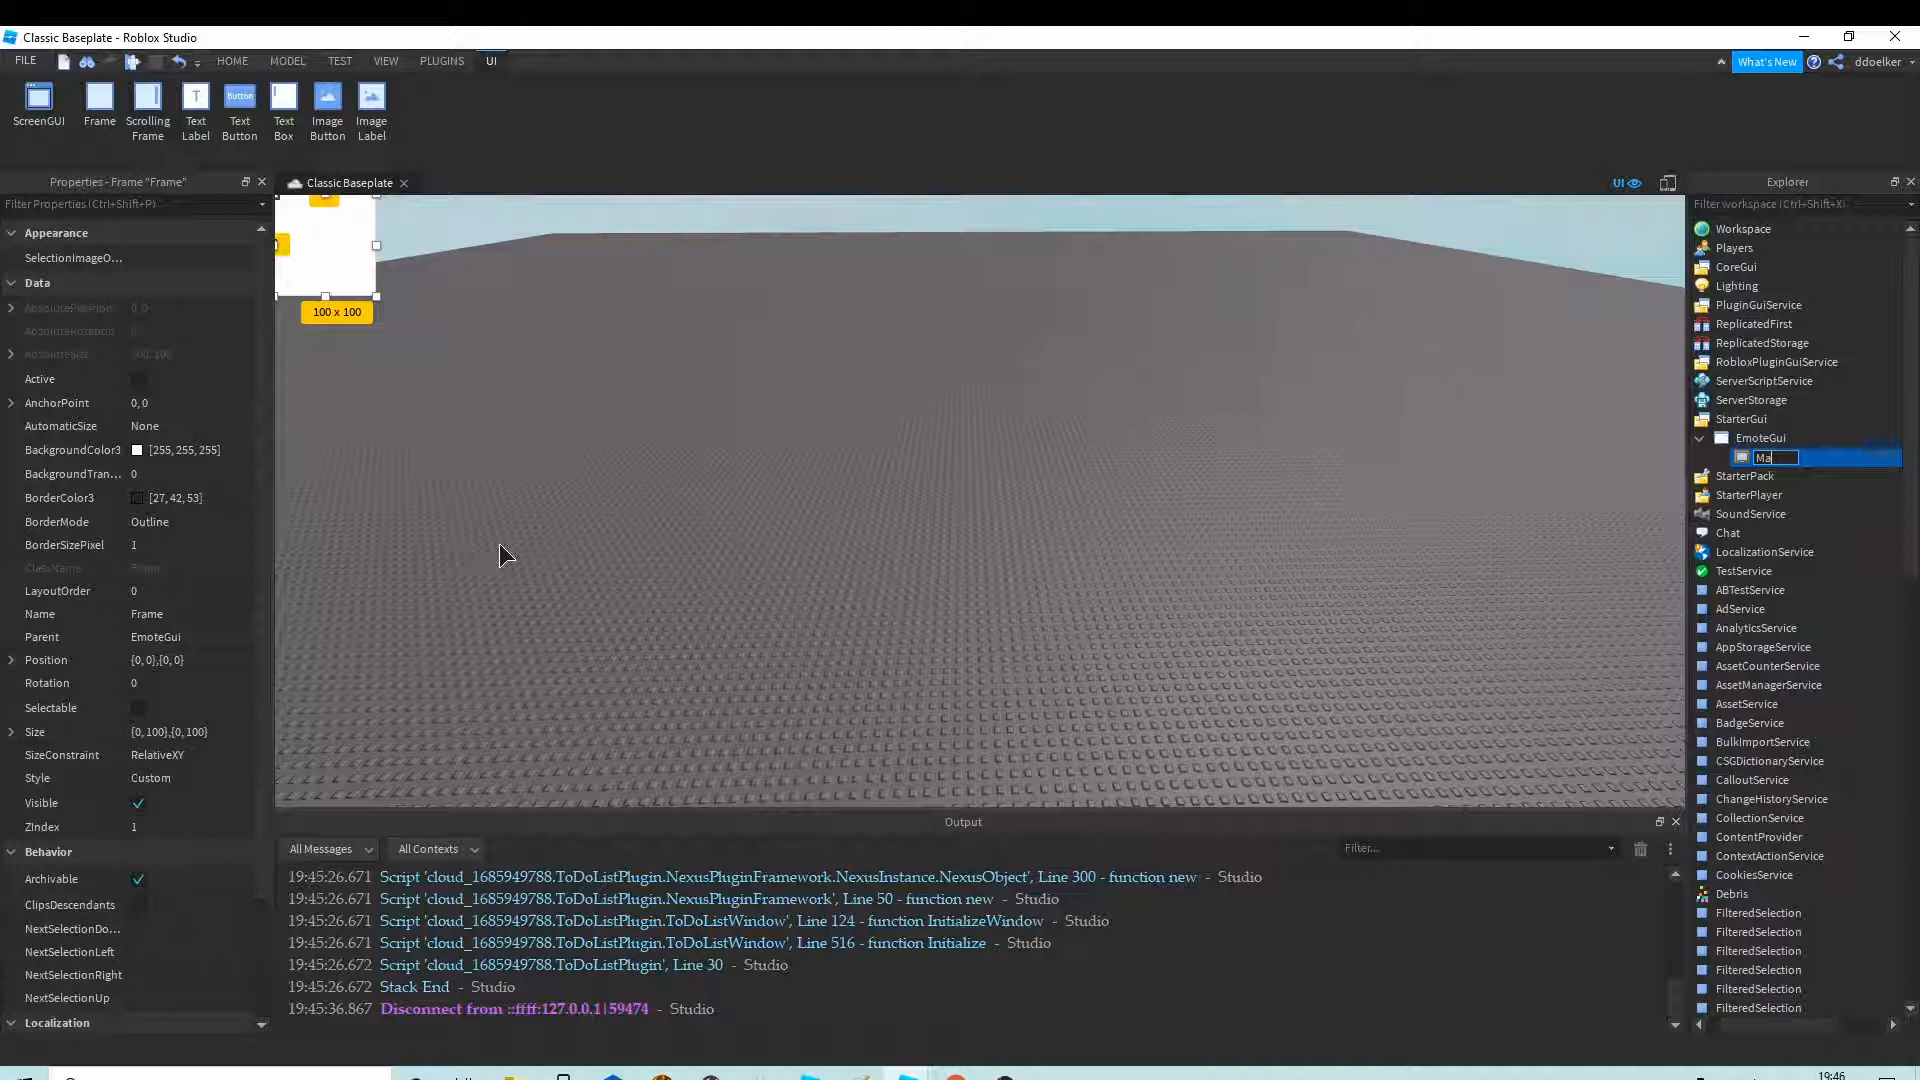 Classic Baseplate - Roblox Studio
FILE HOME MODEL TEST VIEW PLUGINS UI What's New ddoelker
ScreenGUI Frame Scrolling Frame Text Label Text Button Text Box Image Button Image Label
Button
T
Properties - Frame "Frame"
Filter Properties (Ctrl+Shift+P)
Appearance
SelectionImageO...
Data
AbsolutePosition 0, 0
AbsoluteRotation 0
AbsoluteSize 100, 100
Active
AnchorPoint 0, 0
AutomaticSize None
BackgroundColor3 [255, 255, 255]
BackgroundTran... 0
BorderColor3 [27, 42, 53]
BorderMode Outline
BorderSizePixel 1
ClassName Frame
LayoutOrder 0
Name Frame
Parent EmoteGui
Position {0, 0},{0, 0}
Rotation 0
Selectable
Size {0, 100},{0, 100}
SizeConstraint RelativeXY
Style Custom
Visible
ZIndex 1
Behavior
Archivable
ClipsDescendants
NextSelectionDo...
NextSelectionLeft
NextSelectionRight
NextSelectionUp
Localization
Classic Baseplate
UI
100 x 100
Output
All Messages All Contexts Filter...
19:45:26.671 Script 'cloud_1685949788.ToDoListPlugin.NexusPluginFramework.NexusInstance.NexusObject', Line 300 - function new - Studio
19:45:26.671 Script 'cloud_1685949788.ToDoListPlugin.NexusPluginFramework', Line 50 - function new - Studio
19:45:26.671 Script 'cloud_1685949788.ToDoListPlugin.ToDoListWindow', Line 124 - function InitializeWindow - Studio
19:45:26.671 Script 'cloud_1685949788.ToDoListPlugin.ToDoListWindow', Line 516 - function Initialize - Studio
19:45:26.672 Script 'cloud_1685949788.ToDoListPlugin', Line 30 - Studio
19:45:26.672 Stack End - Studio
19:45:36.867 Disconnect from ::ffff:127.0.0.1|59474 - Studio
Explorer
Filter workspace (Ctrl+Shift+X)
Workspace
Players
CoreGui
Lighting
PluginGuiService
ReplicatedFirst
ReplicatedStorage
RobloxPluginGuiService
ServerScriptService
ServerStorage
StarterGui
EmoteGui
Ma
StarterPack
StarterPlayer
SoundService
Chat
LocalizationService
TestService
ABTestService
AdService
AnalyticsService
AppStorageService
AssetCounterService
AssetManagerService
AssetService
BadgeService
BulkImportService
CSGDictionaryService
CalloutService
ChangeHistoryService
CollectionService
ContentProvider
ContextActionService
CookiesService
Debris
FilteredSelection
FilteredSelection
FilteredSelection
FilteredSelection
FilteredSelection
FilteredSelection
19:46